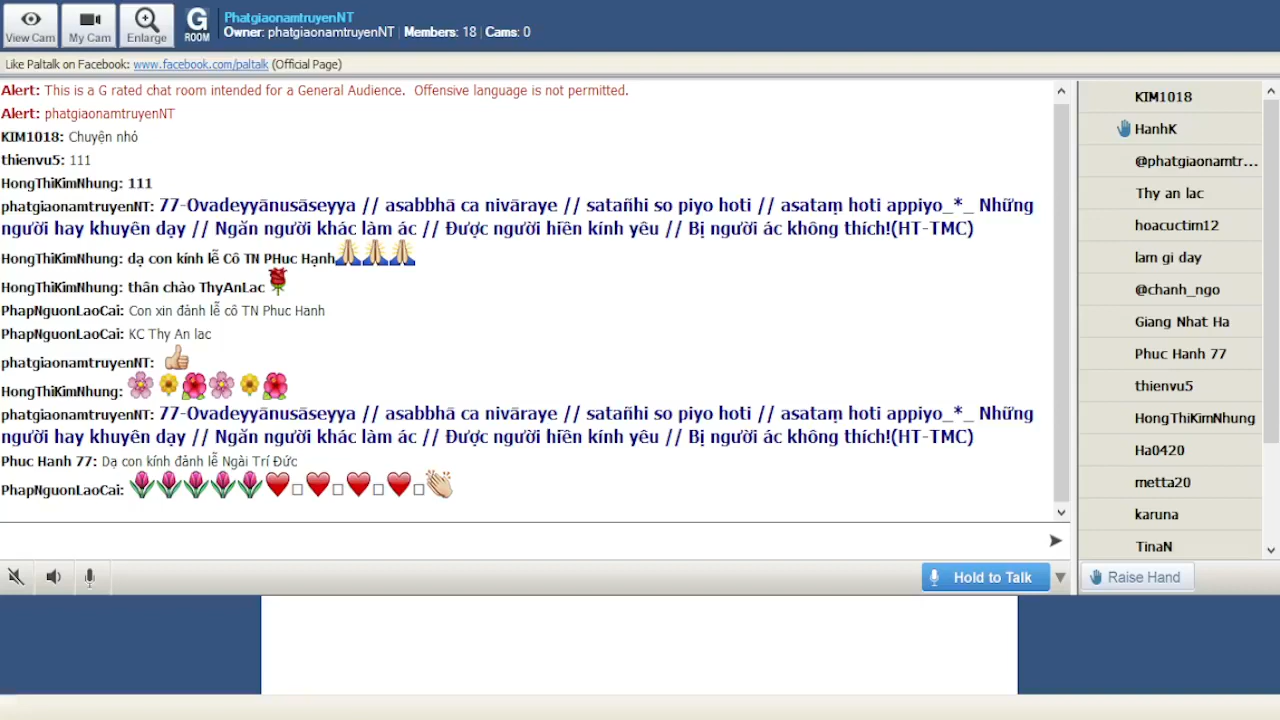 View Cam
My Cam
Enlarge
G
ROOM
PhatgiaonamtruyenNT
Owner: phatgiaonamtruyenNT | Members: 18 | Cams: 0
Like Paltalk on Facebook: www.facebook.com/paltalk (Official Page)
Alert: This is a G rated chat room intended for a General Audience. Offensive language is not permitted.
Alert: phatgiaonamtruyenNT
KIM1018: Chuyện nhỏ
thienvu5: 111
HongThiKimNhung: 111
phatgiaonamtruyenNT: 77-Ovadeyyānusāseyya // asabbhā ca nivāraye // satañhi so piyo hoti // asataṃ hoti appiyo_*_ Những
người hay khuyên dạy // Ngăn người khác làm ác // Được người hiền kính yêu // Bị người ác không thích!(HT-TMC)
HongThiKimNhung: dạ con kính lễ Cô TN PHuc Hạnh
HongThiKimNhung: thân chào ThyAnLac
PhapNguonLaoCai: Con xin đảnh lễ cô TN Phuc Hanh
PhapNguonLaoCai: KC Thy An lac
phatgiaonamtruyenNT:
HongThiKimNhung:
phatgiaonamtruyenNT: 77-Ovadeyyānusāseyya // asabbhā ca nivāraye // satañhi so piyo hoti // asataṃ hoti appiyo_*_ Những
người hay khuyên dạy // Ngăn người khác làm ác // Được người hiền kính yêu // Bị người ác không thích!(HT-TMC)
Phuc Hanh 77: Dạ con kính đảnh lễ Ngài Trí Đức
PhapNguonLaoCai:
KIM1018
HanhK
@phatgiaonamtr...
Thy an lac
hoacuctim12
lam gi day
@chanh_ngo
Giang Nhat Ha
Phuc Hanh 77
thienvu5
HongThiKimNhung
Ha0420
metta20
karuna
TinaN
Hold to Talk
Raise Hand